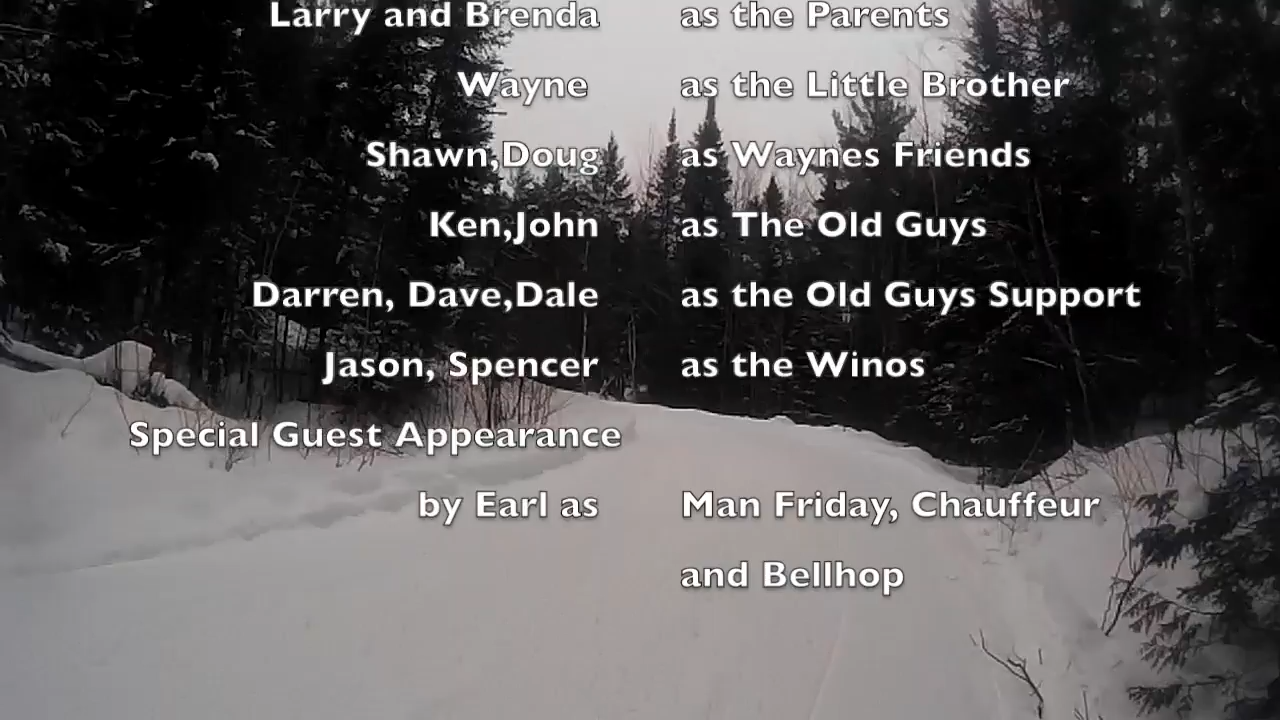 Larry and Brenda as the Parents
Wayne as the Little Brother
Shawn,Doug as Waynes Friends
Ken,John as The Old Guys
Darren, Dave,Dale as the Old Guys Support
Jason, Spencer as the Winos
Special Guest Appearance
by Earl as Man Friday, Chauffeur
and Bellhop